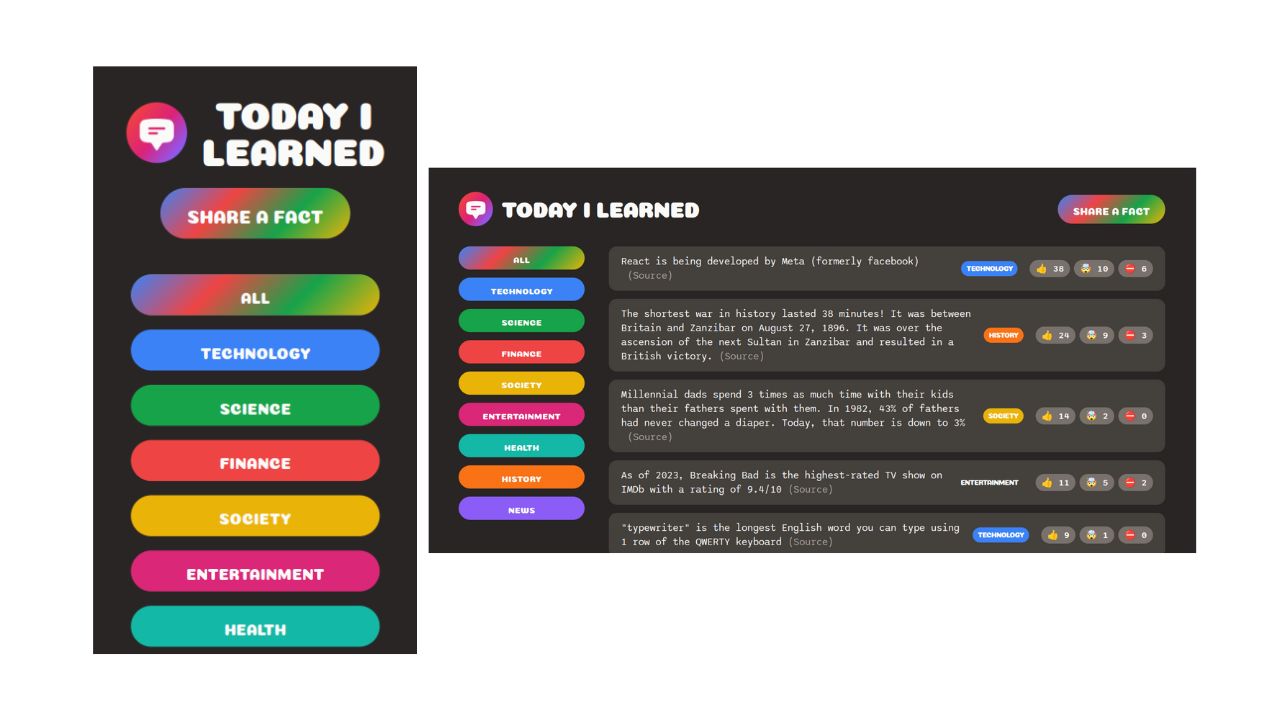 TODAY I
LEARNED
SHARE A FACT
ALL
TECHNOLOGY
SCIENCE
FINANCE
SOCIETY
ENTERTAINMENT
HEALTH
TODAY I LEARNED
SHARE A FACT
ALL
TECHNOLOGY
SCIENCE
FINANCE
SOCIETY
ENTERTAINMENT
HEALTH
HISTORY
NEWS
React is being developed by Meta (formerly facebook)
(Source)
TECHNOLOGY 👍 38 🤯 10 ⛔ 6
The shortest war in history lasted 38 minutes! It was between
Britain and Zanzibar on August 27, 1896. It was over the
ascension of the next Sultan in Zanzibar and resulted in a
British victory. (Source)
HISTORY 👍 24 🤯 9 ⛔ 3
Millennial dads spend 3 times as much time with their kids
than their fathers spent with them. In 1982, 43% of fathers
had never changed a diaper. Today, that number is down to 3%
(Source)
SOCIETY 👍 14 🤯 2 ⛔ 0
As of 2023, Breaking Bad is the highest-rated TV show on
IMDb with a rating of 9.4/10 (Source)
ENTERTAINMENT 👍 11 🤯 5 ⛔ 2
"typewriter" is the longest English word you can type using
1 row of the QWERTY keyboard (Source)
TECHNOLOGY 👍 9 🤯 1 ⛔ 0